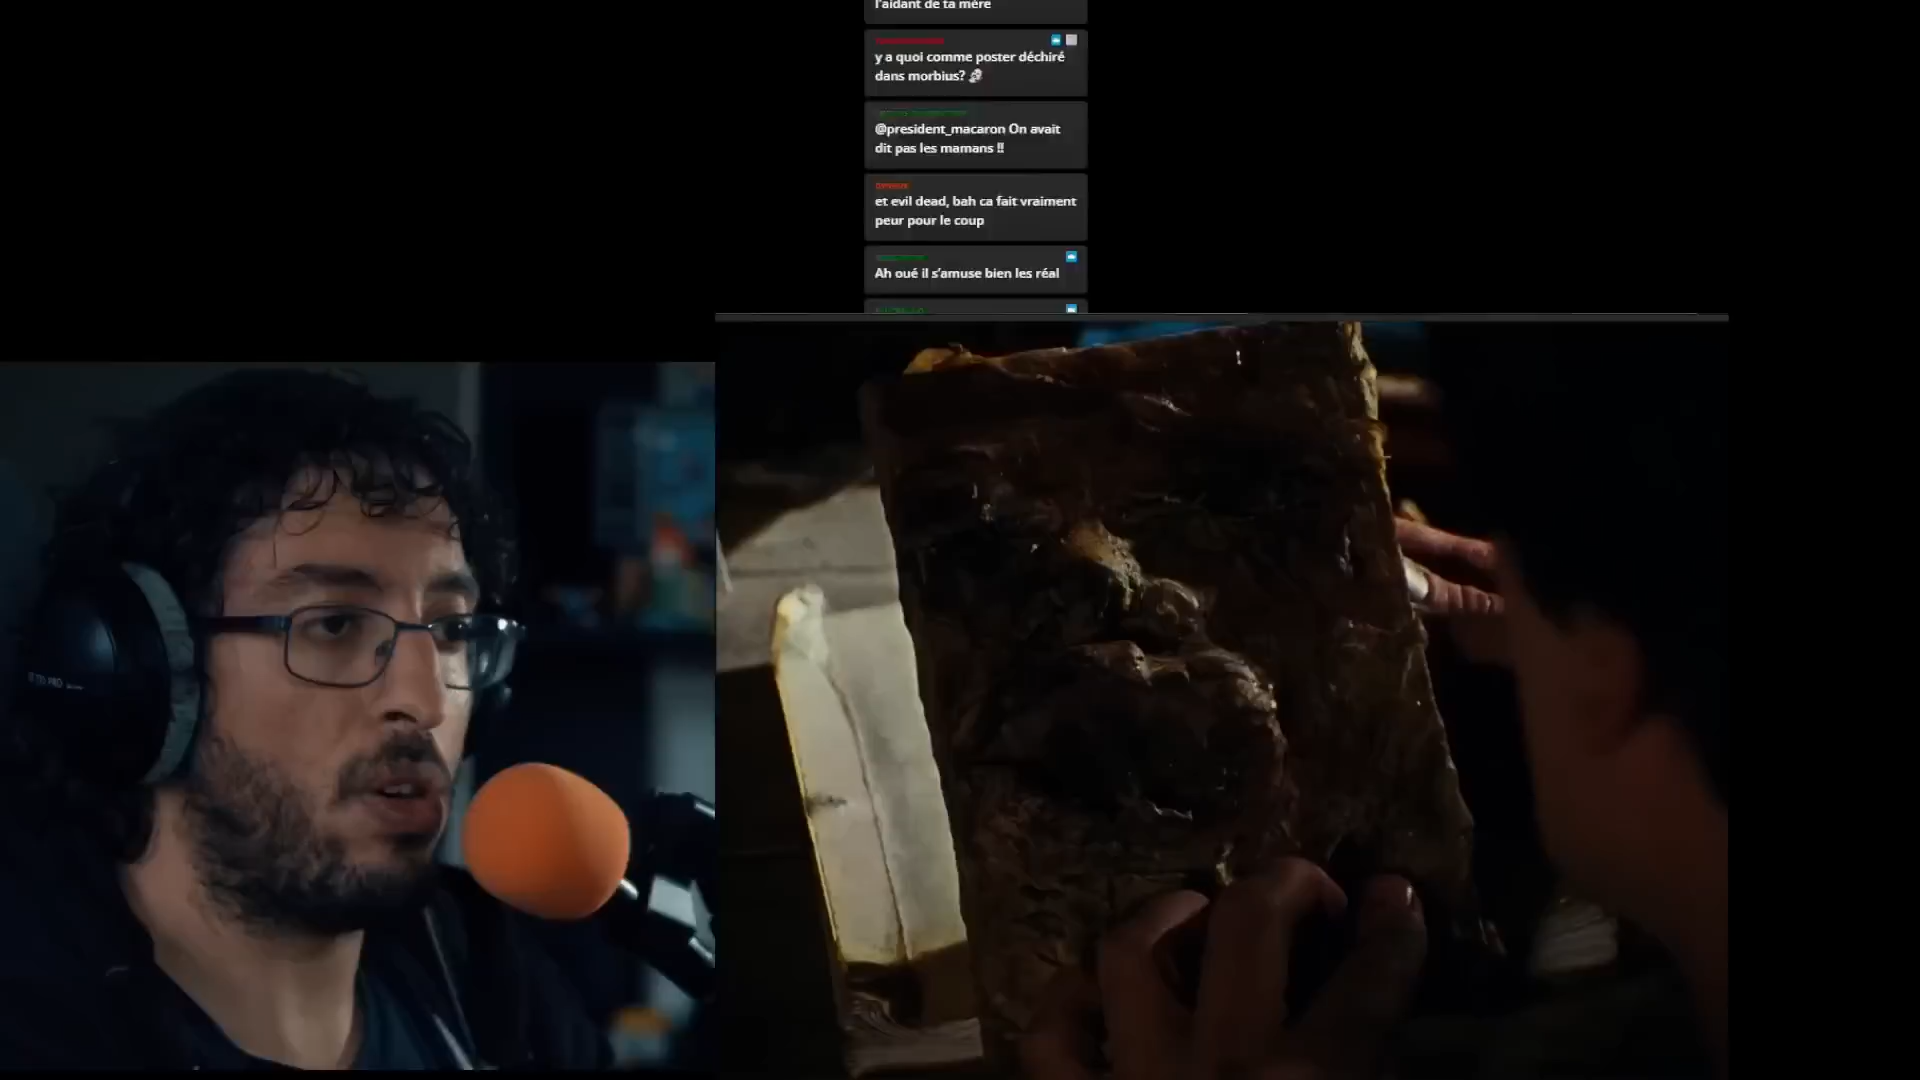 l'aidant de ta mère
y a quoi comme poster déchiré
dans morbius?
@president_macaron On avait
dit pas les mamans !!
et evil dead, bah ca fait vraiment
peur pour le coup
Ah oué il s'amuse bien les réal